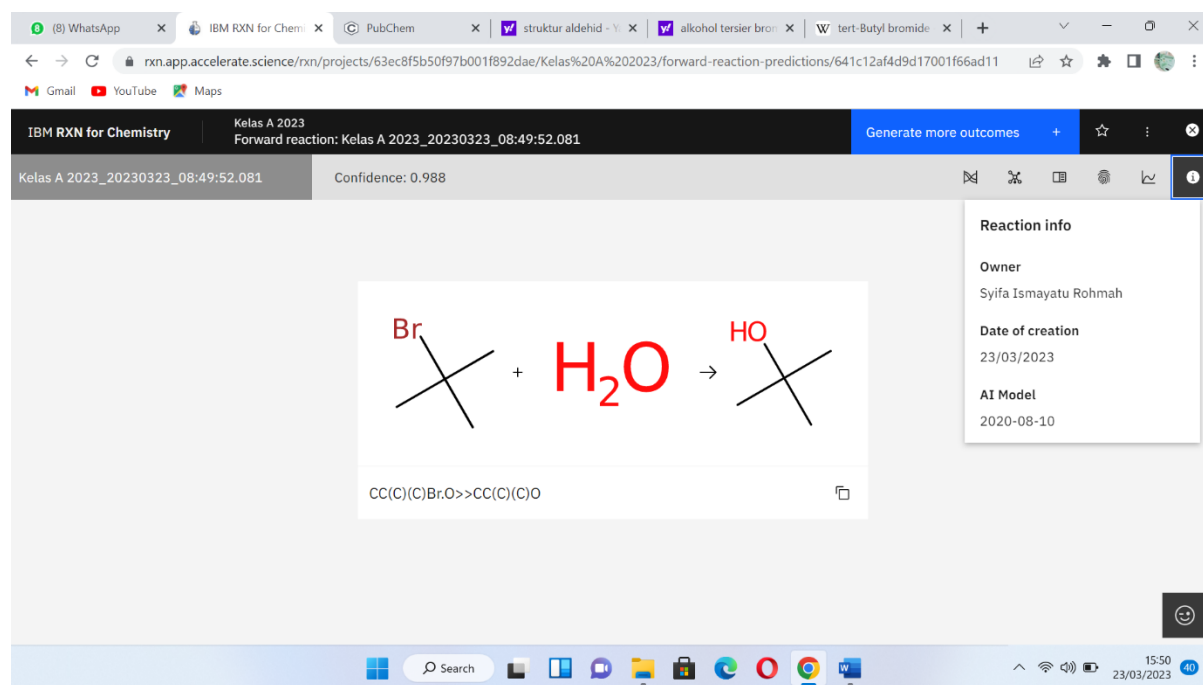 (8) WhatsApp
IBM RXN for Chemi
PubChem
struktur aldehid - Y
alkohol tersier bron
W tert-Butyl bromide
rxn.app.accelerate.science/rxn/projects/63ec8f5b50f97b001f892dae/Kelas%20A%202023/forward-reaction-predictions/641c12af4d9d17001f66ad11
Gmail YouTube Maps
IBM RXN for Chemistry
Kelas A 2023
Forward reaction: Kelas A 2023_20230323_08:49:52.081
Generate more outcomes +
Kelas A 2023_20230323_08:49:52.081
Confidence: 0.988
Reaction info
Owner
Syifa Ismayatu Rohmah
Date of creation
23/03/2023
AI Model
2020-08-10
Br
+
H₂O
→
HO
CC(C)(C)Br.O>>CC(C)(C)O
Search
15:50
23/03/2023
40